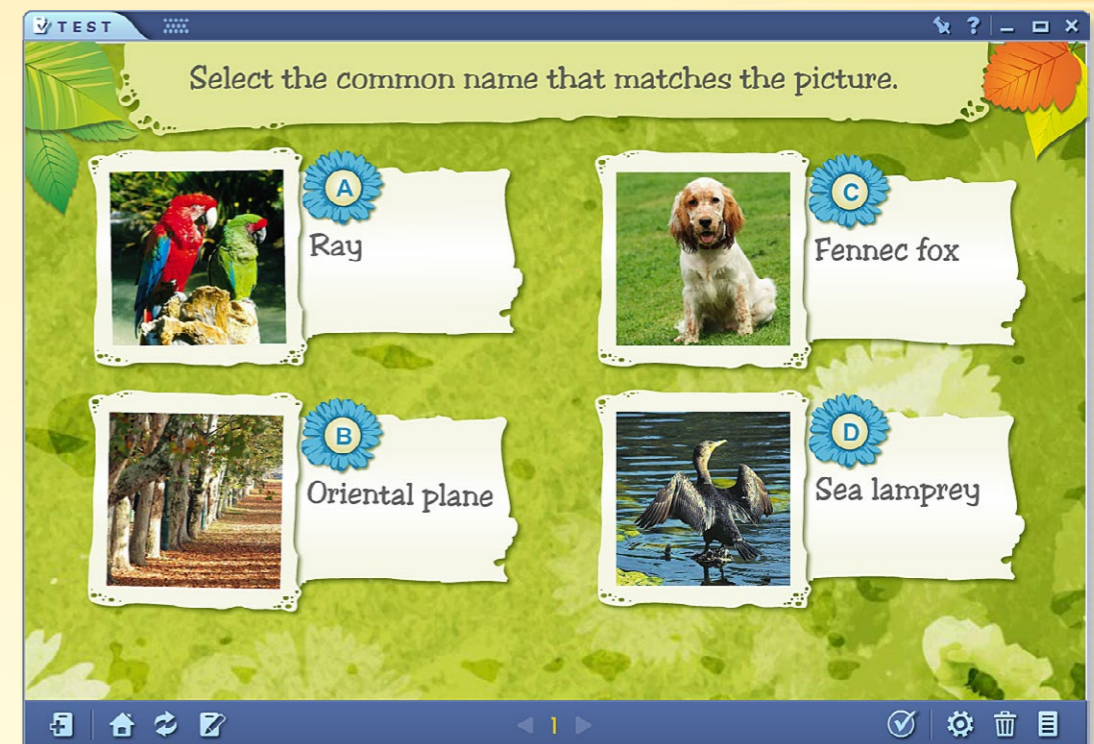 TEST
?
Select the common name that matches the picture.
A
Ray
C
Fennec fox
B
Oriental plane
D
Sea lamprey
1